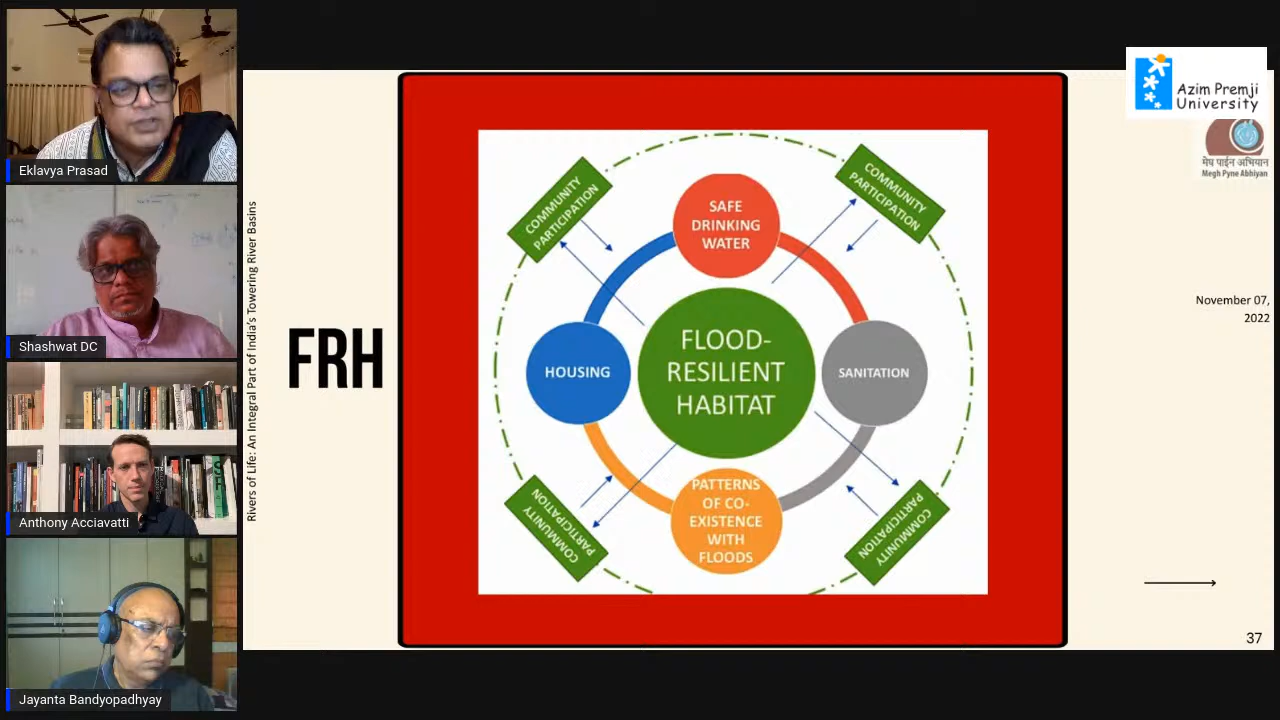 Eklavya Prasad
Shashwat DC
Anthony Acciavatti
Jayanta Bandyopadhyay
Rivers of Life: An Integral Part of India's Towering River Basins
FRH
COMMUNITY
PARTICIPATION
COMMUNITY
PARTICIPATION
SAFE
DRINKING
WATER
HOUSING
FLOOD-
RESILIENT
HABITAT
SANITATION
PATTERNS
OF CO-
EXISTENCE
WITH
FLOODS
COMMUNITY
PARTICIPATION
COMMUNITY
PARTICIPATION
Azim Premji
University
मेघ पाईन अभियान
Megh Pyne Abhiyan
November 07,
2022
37